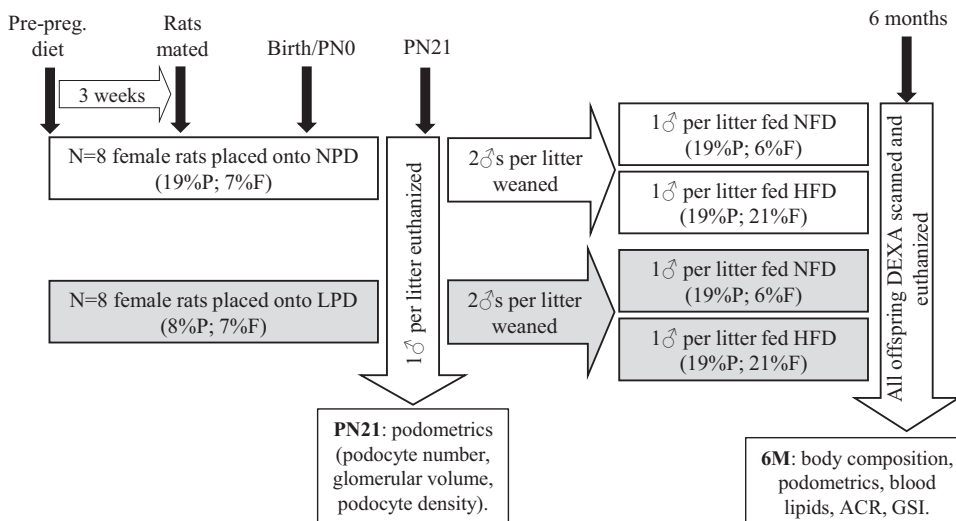 Pre-preg.
diet
Rats
mated
Birth/PN0
PN21
6 months
3 weeks
N=8 female rats placed onto NPD
(19%P; 7%F)
2♂s per litter
weaned
1♂ per litter fed NFD
(19%P; 6%F)
1♂ per litter fed HFD
(19%P; 21%F)
N=8 female rats placed onto LPD
(8%P; 7%F)
2♂s per litter
weaned
1♂ per litter fed NFD
(19%P; 6%F)
1♂ per litter fed HFD
(19%P; 21%F)
1♂ per litter euthanized
All offspring DEXA scanned and
euthanized
PN21: podometrics
(podocyte number,
glomerular volume,
podocyte density).
6M: body composition,
podometrics, blood
lipids, ACR, GSI.